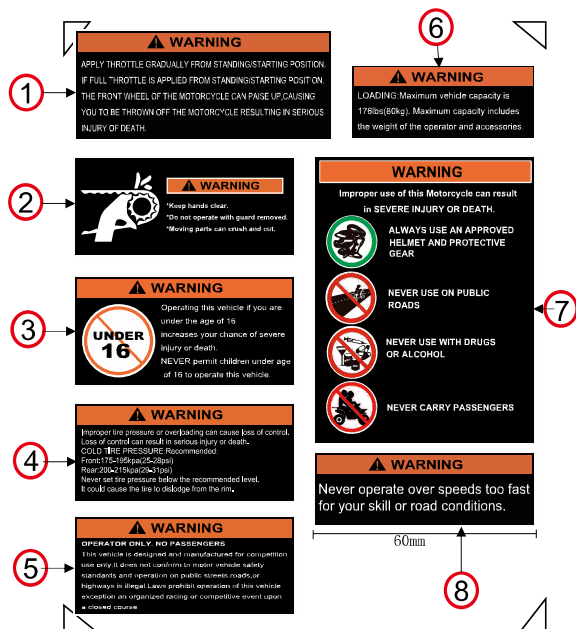 1
WARNING
APPLY THROTTLE GRADUALLY FROM STANDING/STARTING POSITION.
IF FULL THROTTLE IS APPLIED FROM STANDING/STARTING POSITION,
THE FRONT WHEEL OF THE MOTORCYCLE CAN PAISE UP,CAUSING
YOU TO BE THROWN OFF THE MOTORCYCLE RESULTING IN SERIOUS
INJURY OF DEATH.
2
WARNING
*Keep hands clear.
*Do not operate with guard removed.
*Moving parts can crush and cut.
3
WARNING
UNDER
16
Operating this vehicle if you are
under the age of 16
increases your chance of severe
injury or death.
NEVER permit children under age
of 16 to operate this vehicle.
4
WARNING
Improper tire pressure or overloading can cause loss of control.
Loss of control can result in serious injury or death.
COLD TIRE PRESSURE:Recommended:
Front:175-195kpa(25-28psi)
Rear:200-215kpa(29-31psi)
Never set tire pressure below the recommended level.
It could cause the tire to dislodge from the rim.
5
WARNING
OPERATOR ONLY. NO PASSENGERS
This vehicle is designed and manufactured for competition
use only.It does not conform to motor vehicle safety
standards and operation on public streets.roads,or
highways is illegal.Laws prohibit operation of this vehicle
exception an organized racing or competitive event upon
a closed course
6
WARNING
LOADING:Maximum vehicle capacity is
176lbs(80kg). Maximum capacity includes
the weight of the operator and accessories.
7
WARNING
Improper use of this Motorcycle can result
in SEVERE INJURY OR DEATH.
ALWAYS USE AN APPROVED
HELMET AND PROTECTIVE
GEAR
NEVER USE ON PUBLIC
ROADS
NEVER USE WITH DRUGS
OR ALCOHOL
NEVER CARRY PASSENGERS
WARNING
Never operate over speeds too fast
for your skill or road conditions.
60mm
8